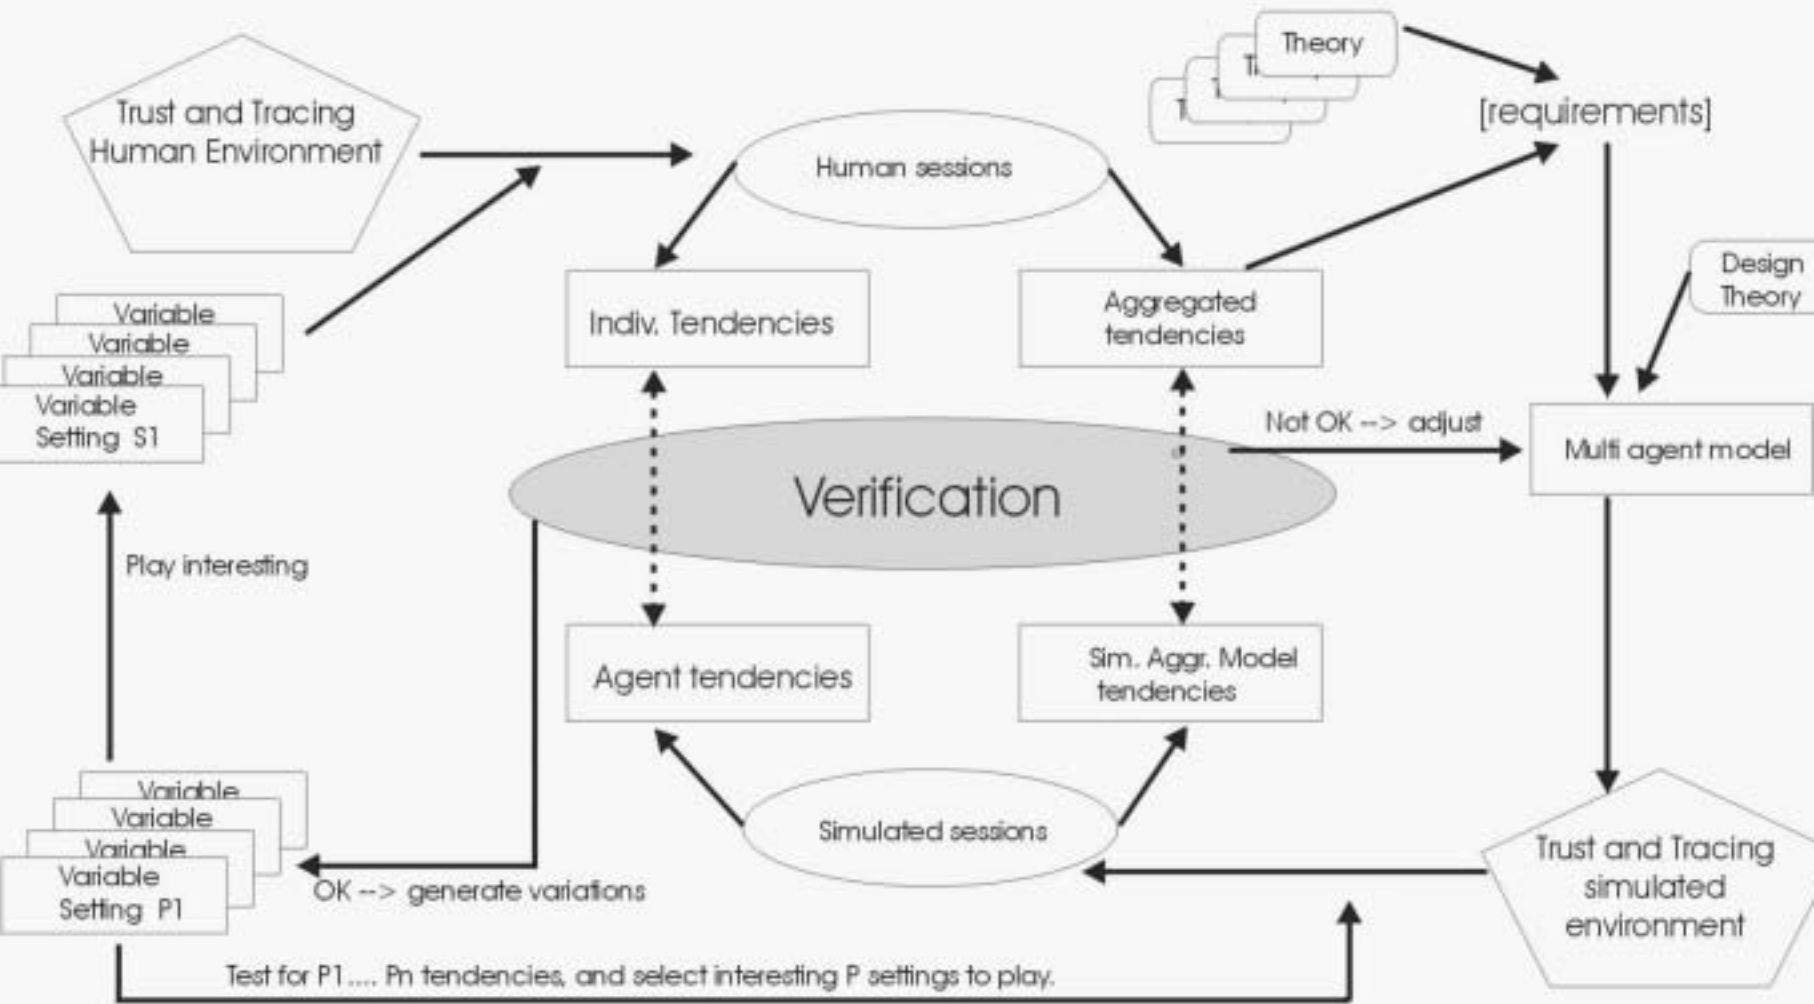 Theory
T
T
T
[requirements]
Trust and Tracing
Human Environment
Human sessions
Design
Theory
Variable
Variable
Variable
Variable
Setting S1
Indiv. Tendencies
Aggregated
tendencies
Not OK --> adjust
Multi agent model
Verification
Play interesting
Agent tendencies
Sim. Aggr. Model
tendencies
Variable
Variable
Variable
Variable
Setting P1
OK --> generate variations
Simulated sessions
Trust and Tracing
simulated
environment
Test for P1.... Pn tendencies, and select interesting P settings to play.